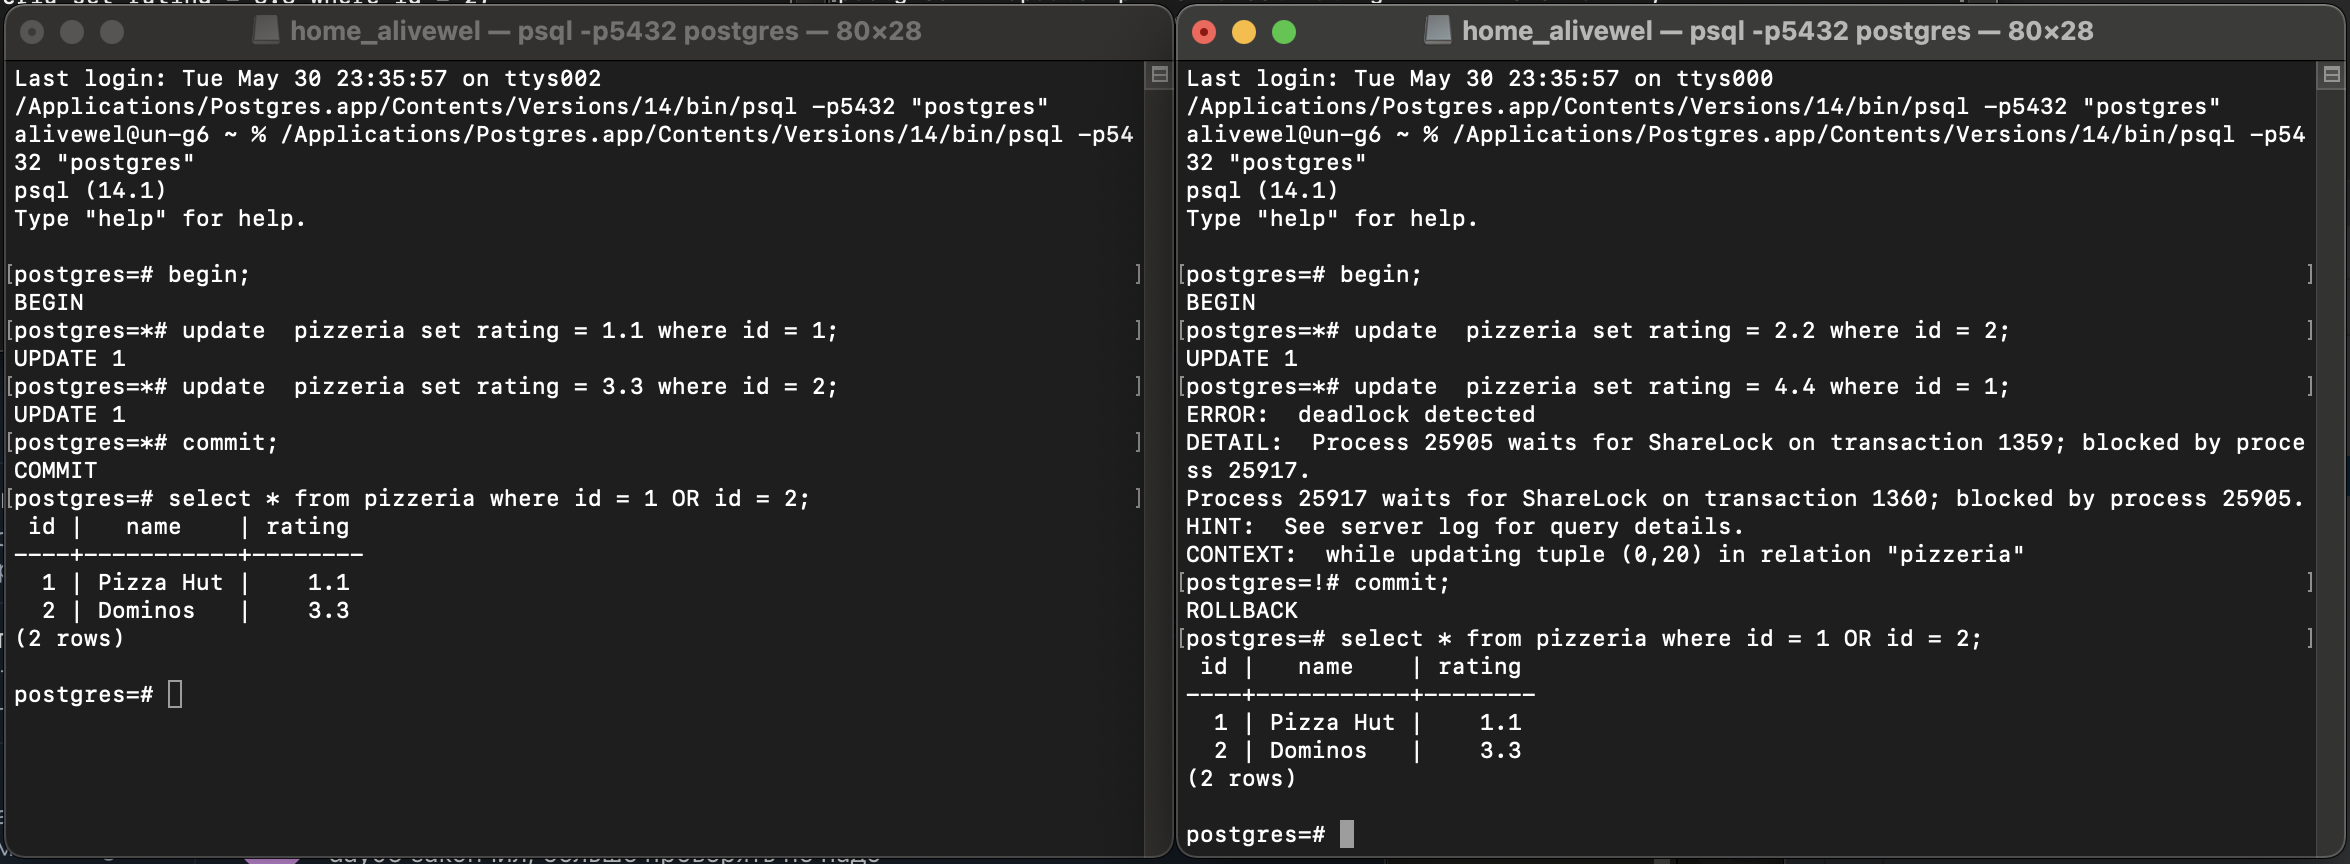 home_alivewel — psql -p5432 postgres — 80×28
Last login: Tue May 30 23:35:57 on ttys002
/Applications/Postgres.app/Contents/Versions/14/bin/psql -p5432 "postgres"
alivewel@un-g6 ~ % /Applications/Postgres.app/Contents/Versions/14/bin/psql -p54
32 "postgres"
psql (14.1)
Type "help" for help.
[postgres=# begin; ]
BEGIN
[postgres=*# update  pizzeria set rating = 1.1 where id = 1; ]
UPDATE 1
[postgres=*# update  pizzeria set rating = 3.3 where id = 2; ]
UPDATE 1
[postgres=*# commit; ]
COMMIT
[postgres=# select * from pizzeria where id = 1 OR id = 2; ]
 id |   name    | rating
----+-----------+--------
  1 | Pizza Hut |    1.1
  2 | Dominos   |    3.3
(2 rows)
postgres=#
home_alivewel — psql -p5432 postgres — 80×28
Last login: Tue May 30 23:35:57 on ttys000
/Applications/Postgres.app/Contents/Versions/14/bin/psql -p5432 "postgres"
alivewel@un-g6 ~ % /Applications/Postgres.app/Contents/Versions/14/bin/psql -p54
32 "postgres"
psql (14.1)
Type "help" for help.
[postgres=# begin; ]
BEGIN
[postgres=*# update  pizzeria set rating = 2.2 where id = 2; ]
UPDATE 1
[postgres=*# update  pizzeria set rating = 4.4 where id = 1; ]
ERROR:  deadlock detected
DETAIL:  Process 25905 waits for ShareLock on transaction 1359; blocked by proce
ss 25917.
Process 25917 waits for ShareLock on transaction 1360; blocked by process 25905.
HINT:  See server log for query details.
CONTEXT:  while updating tuple (0,20) in relation "pizzeria"
[postgres=!# commit; ]
ROLLBACK
[postgres=# select * from pizzeria where id = 1 OR id = 2; ]
 id |   name    | rating
----+-----------+--------
  1 | Pizza Hut |    1.1
  2 | Dominos   |    3.3
(2 rows)
postgres=#